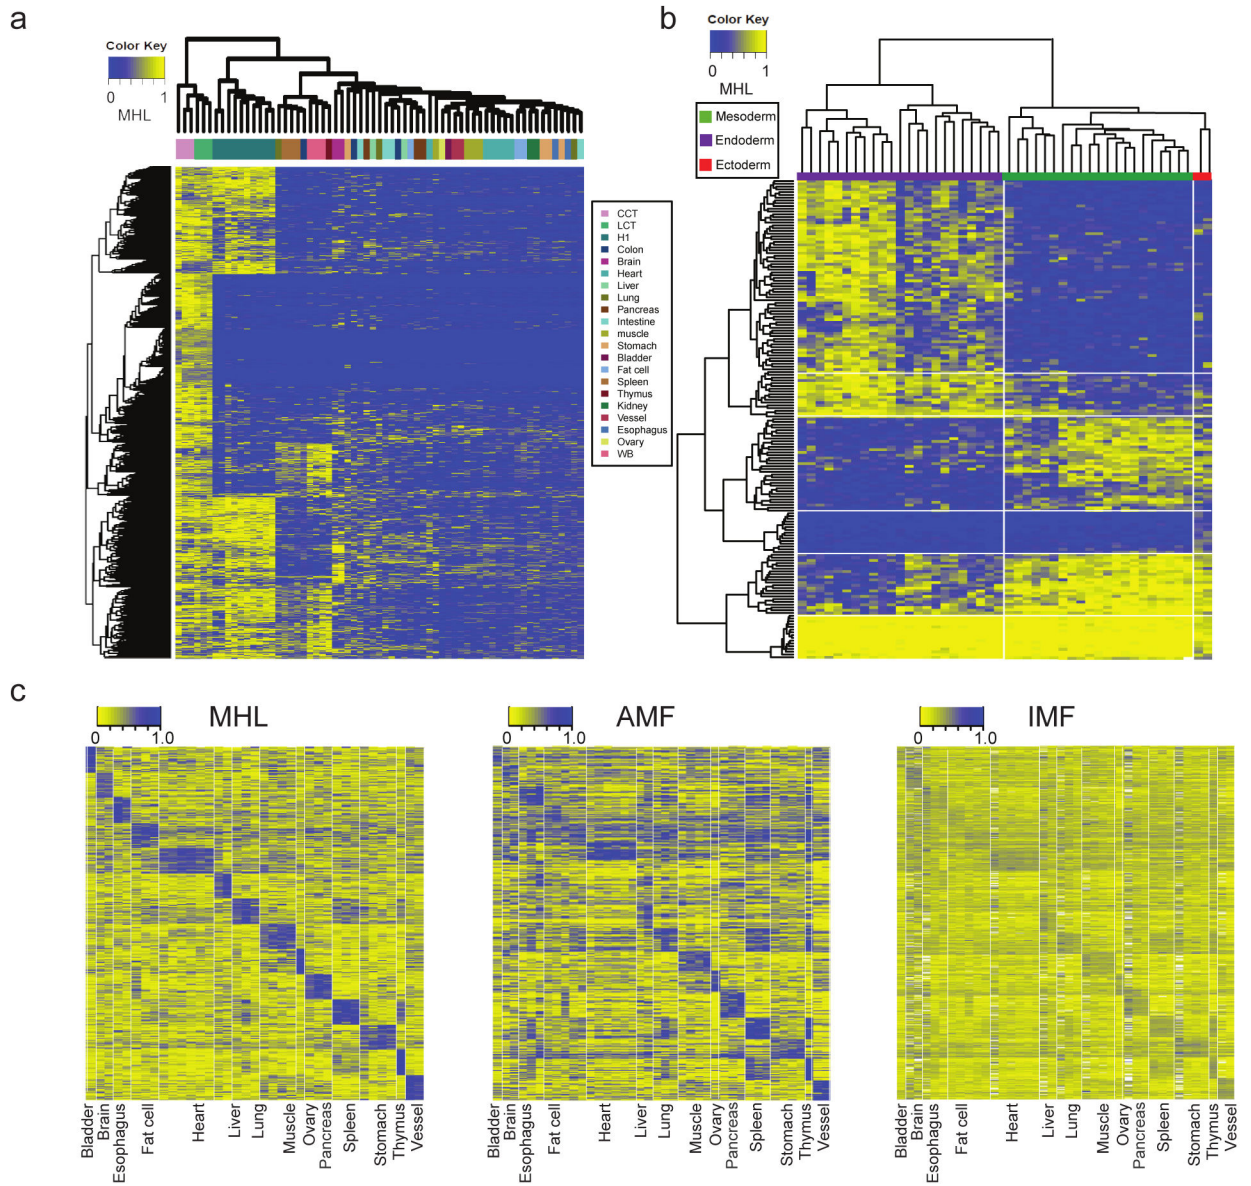 a
Color Key
0 1
MHL
CCT
LCT
H1
Colon
Brain
Heart
Liver
Lung
Pancreas
Intestine
muscle
Stomach
Bladder
Fat cell
Spleen
Thymus
Kidney
Vessel
Esophagus
Ovary
WB
b
Color Key
0 1
MHL
Mesoderm
Endoderm
Ectoderm
c
MHL
0 1.0
Bladder
Brain
Esophagus
Fat cell
Heart
Liver
Lung
Muscle
Ovary
Pancreas
Spleen
Stomach
Thymus
Vessel
AMF
0 1.0
Bladder
Brain
Esophagus
Fat cell
Heart
Liver
Lung
Muscle
Ovary
Pancreas
Spleen
Stomach
Thymus
Vessel
IMF
0 1.0
Bladder
Brain
Esophagus
Fat cell
Heart
Liver
Lung
Muscle
Ovary
Pancreas
Spleen
Stomach
Thymus
Vessel